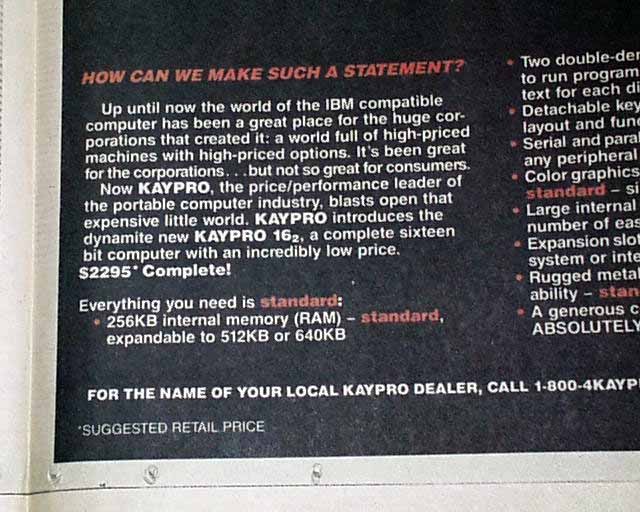 HOW CAN WE MAKE SUCH A STATEMENT?
Up until now the world of the IBM compatible
computer has been a great place for the huge cor-
porations that created it: a world full of high-priced
machines with high-priced options. It's been great
for the corporations...but not so great for consumers.
Now KAYPRO, the price/performance leader of
the portable computer industry, blasts open that
expensive little world. KAYPRO introduces the
dynamite new KAYPRO 16₂, a complete sixteen
bit computer with an incredibly low price.
$2295* Complete!
Everything you need is standard:
• 256KB internal memory (RAM) – standard,
expandable to 512KB or 640KB
• Two double-der
to run program
text for each di
• Detachable key
layout and func
• Serial and paral
any peripheral
• Color graphics
standard – s
• Large internal
number of eas
• Expansion slo
system or inte
• Rugged metal
ability – stan
• A generous c
ABSOLUTELY
FOR THE NAME OF YOUR LOCAL KAYPRO DEALER, CALL 1-800-4KAYP
*SUGGESTED RETAIL PRICE